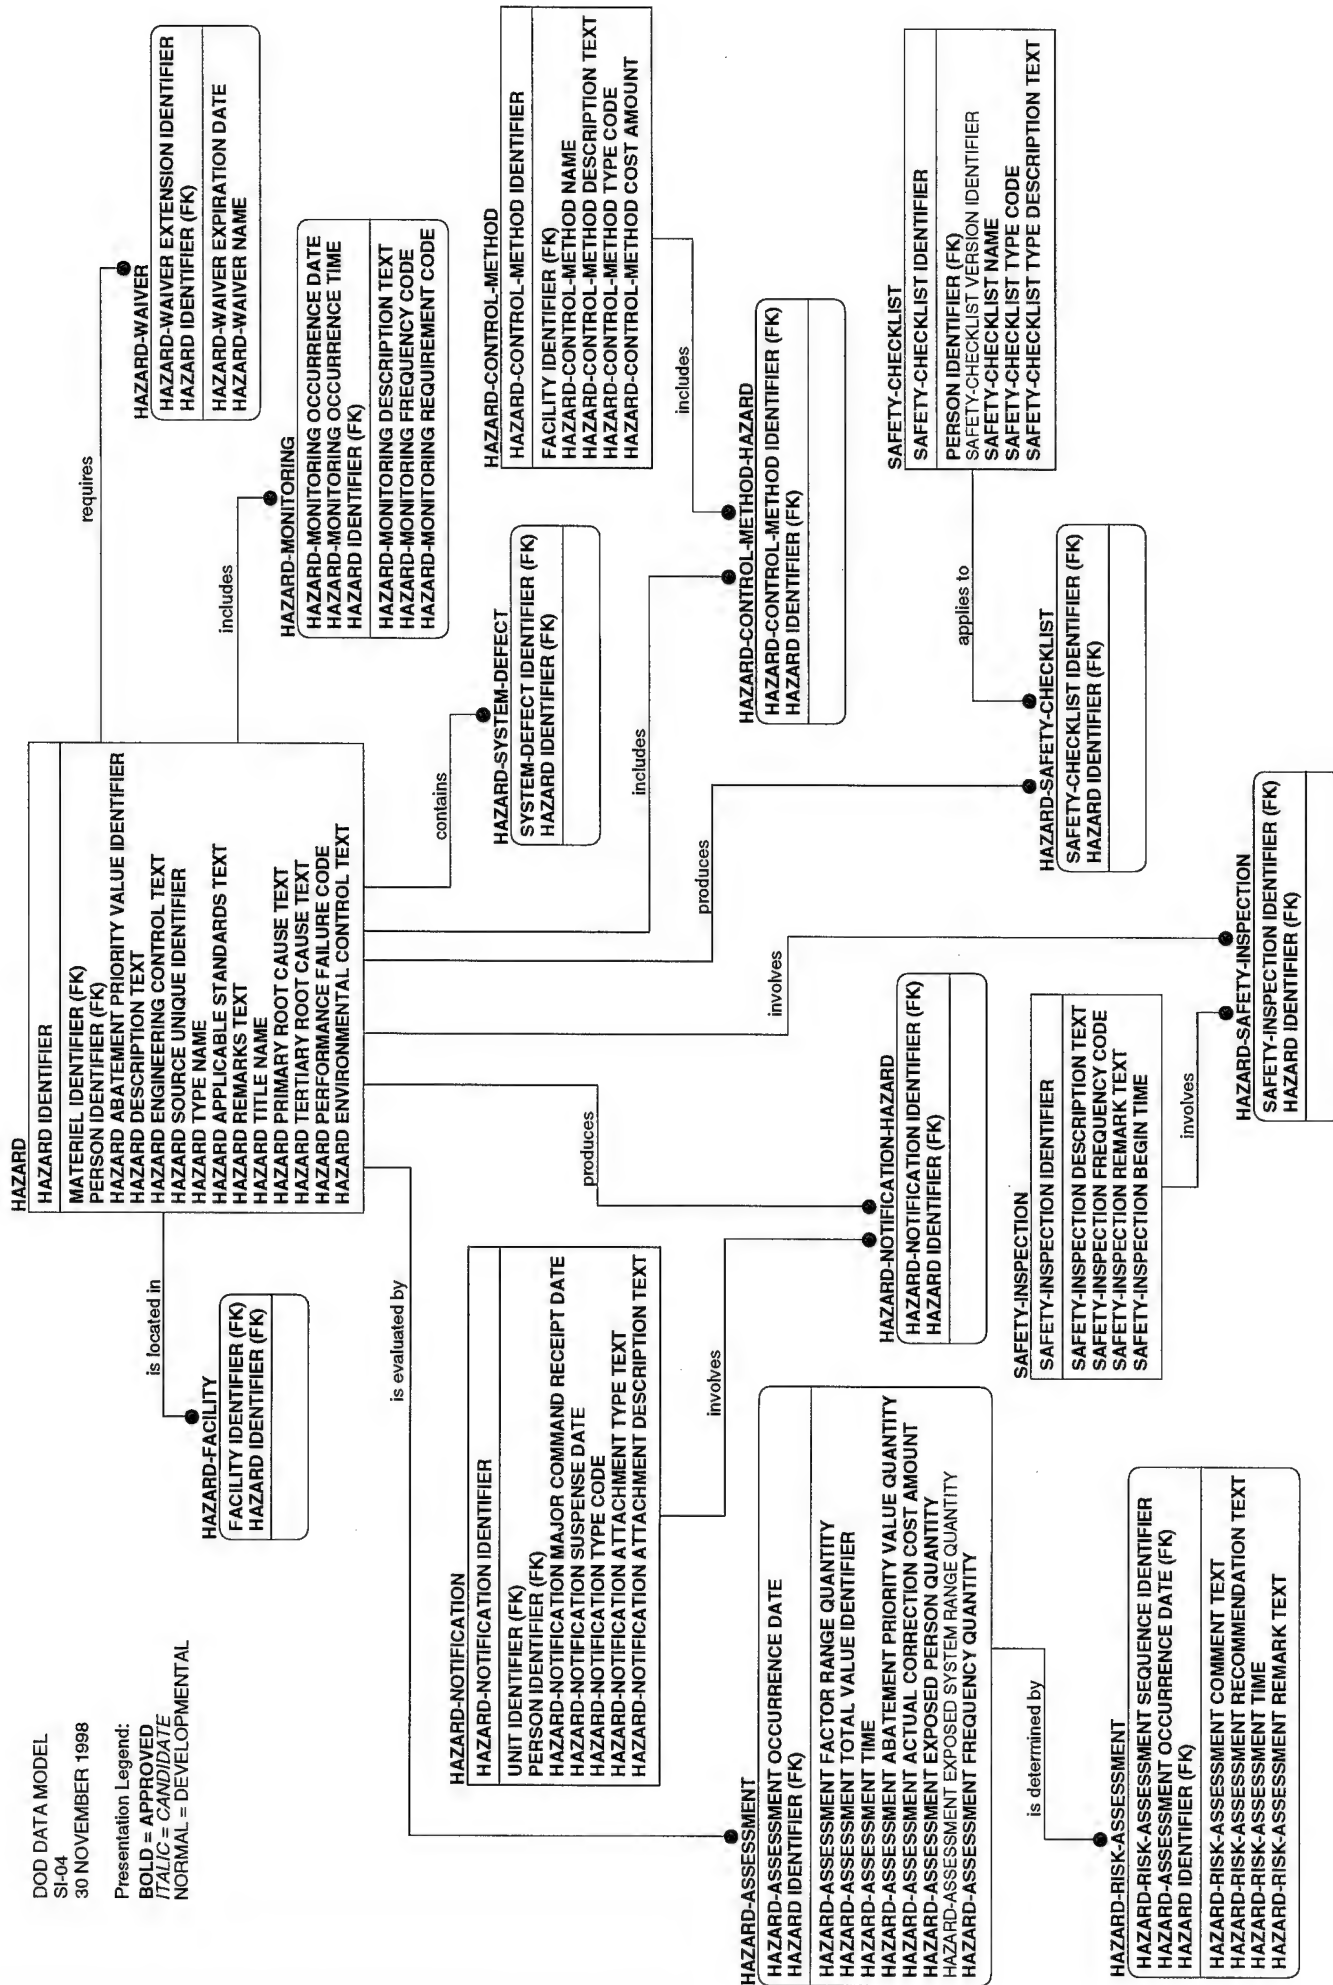 DOD DATA MODEL
SI-04
30 NOVEMBER 1998
Presentation Legend:
BOLD = APPROVED
ITALIC = CANDIDATE
NORMAL = DEVELOPMENTAL
HAZARD
HAZARD IDENTIFIER
MATERIEL IDENTIFIER (FK)
PERSON IDENTIFIER (FK)
HAZARD ABATEMENT PRIORITY VALUE IDENTIFIER
HAZARD DESCRIPTION TEXT
HAZARD ENGINEERING CONTROL TEXT
HAZARD SOURCE UNIQUE IDENTIFIER
HAZARD TYPE NAME
HAZARD APPLICABLE STANDARDS TEXT
HAZARD REMARKS TEXT
HAZARD TITLE NAME
HAZARD PRIMARY ROOT CAUSE TEXT
HAZARD TERTIARY ROOT CAUSE TEXT
HAZARD PERFORMANCE FAILURE CODE
HAZARD ENVIRONMENTAL CONTROL TEXT
requires
HAZARD-WAIVER
HAZARD-WAIVER EXTENSION IDENTIFIER
HAZARD IDENTIFIER (FK)
HAZARD-WAIVER EXPIRATION DATE
HAZARD-WAIVER NAME
includes
HAZARD-MONITORING
HAZARD-MONITORING OCCURRENCE DATE
HAZARD-MONITORING OCCURRENCE TIME
HAZARD IDENTIFIER (FK)
HAZARD-MONITORING DESCRIPTION TEXT
HAZARD-MONITORING FREQUENCY CODE
HAZARD-MONITORING REQUIREMENT CODE
is located in
HAZARD-FACILITY
FACILITY IDENTIFIER (FK)
HAZARD IDENTIFIER (FK)
contains
HAZARD-SYSTEM-DEFECT
SYSTEM-DEFECT IDENTIFIER (FK)
HAZARD IDENTIFIER (FK)
is evaluated by
HAZARD-NOTIFICATION
HAZARD-NOTIFICATION IDENTIFIER
UNIT IDENTIFIER (FK)
PERSON IDENTIFIER (FK)
HAZARD-NOTIFICATION MAJOR COMMAND RECEIPT DATE
HAZARD-NOTIFICATION SUSPENSE DATE
HAZARD-NOTIFICATION TYPE CODE
HAZARD-NOTIFICATION ATTACHMENT TYPE TEXT
HAZARD-NOTIFICATION ATTACHMENT DESCRIPTION TEXT
HAZARD-CONTROL-METHOD
HAZARD-CONTROL-METHOD IDENTIFIER
FACILITY IDENTIFIER (FK)
HAZARD-CONTROL-METHOD NAME
HAZARD-CONTROL-METHOD DESCRIPTION TEXT
HAZARD-CONTROL-METHOD TYPE CODE
HAZARD-CONTROL-METHOD COST AMOUNT
produces
includes
includes
involves
HAZARD-CONTROL-METHOD-HAZARD
HAZARD-CONTROL-METHOD IDENTIFIER (FK)
HAZARD IDENTIFIER (FK)
produces
involves
HAZARD-ASSESSMENT
HAZARD-ASSESSMENT OCCURRENCE DATE
HAZARD IDENTIFIER (FK)
HAZARD-ASSESSMENT FACTOR RANGE QUANTITY
HAZARD-ASSESSMENT TOTAL VALUE IDENTIFIER
HAZARD-ASSESSMENT TIME
HAZARD-ASSESSMENT ABATEMENT PRIORITY VALUE QUANTITY
HAZARD-ASSESSMENT ACTUAL CORRECTION COST AMOUNT
HAZARD-ASSESSMENT EXPOSED PERSON QUANTITY
HAZARD-ASSESSMENT EXPOSED SYSTEM RANGE QUANTITY
HAZARD-ASSESSMENT FREQUENCY QUANTITY
HAZARD-NOTIFICATION-HAZARD
HAZARD-NOTIFICATION IDENTIFIER (FK)
HAZARD IDENTIFIER (FK)
SAFETY-CHECKLIST
SAFETY-CHECKLIST IDENTIFIER
PERSON IDENTIFIER (FK)
SAFETY-CHECKLIST VERSION IDENTIFIER
SAFETY-CHECKLIST NAME
SAFETY-CHECKLIST TYPE CODE
SAFETY-CHECKLIST TYPE DESCRIPTION TEXT
applies to
HAZARD-SAFETY-CHECKLIST
SAFETY-CHECKLIST IDENTIFIER (FK)
HAZARD IDENTIFIER (FK)
SAFETY-INSPECTION
SAFETY-INSPECTION IDENTIFIER
SAFETY-INSPECTION DESCRIPTION TEXT
SAFETY-INSPECTION FREQUENCY CODE
SAFETY-INSPECTION REMARK TEXT
SAFETY-INSPECTION BEGIN TIME
involves
is determined by
HAZARD-RISK-ASSESSMENT
HAZARD-RISK-ASSESSMENT SEQUENCE IDENTIFIER
HAZARD-ASSESSMENT OCCURRENCE DATE (FK)
HAZARD IDENTIFIER (FK)
HAZARD-RISK-ASSESSMENT COMMENT TEXT
HAZARD-RISK-ASSESSMENT RECOMMENDATION TEXT
HAZARD-RISK-ASSESSMENT TIME
HAZARD-RISK-ASSESSMENT REMARK TEXT
HAZARD-SAFETY-INSPECTION
SAFETY-INSPECTION IDENTIFIER (FK)
HAZARD IDENTIFIER (FK)